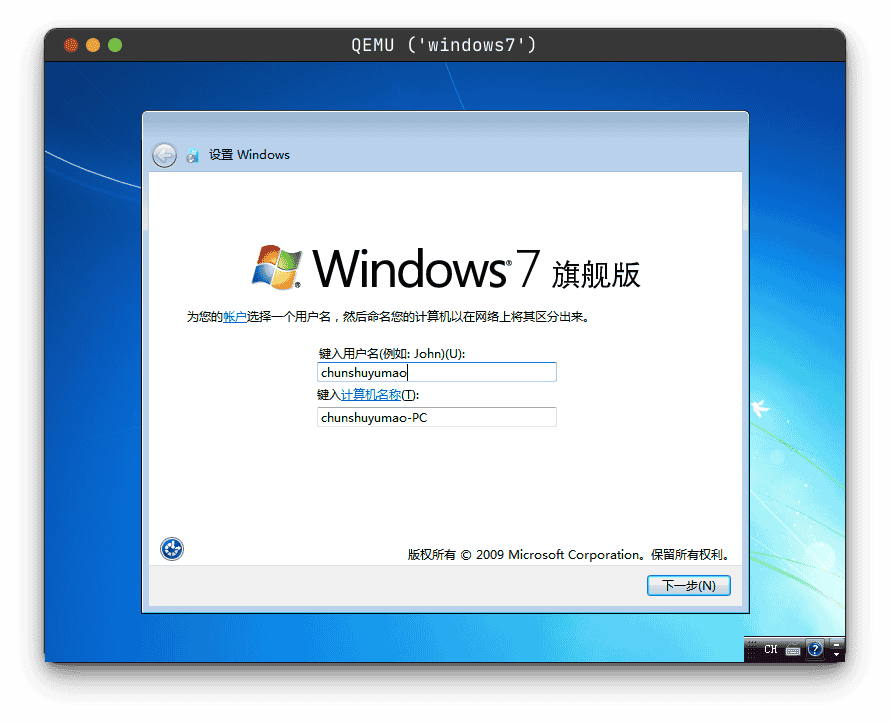 QEMU ('windows7')
设置 Windows
Windows® 7 旗舰版
为您的帐户选择一个用户名，然后命名您的计算机以在网络上将其区分出来。
键入用户名(例如: John)(U):
chunshuyumao
键入计算机名称(T):
chunshuyumao-PC
版权所有 © 2009 Microsoft Corporation。保留所有权利。
下一步(N)
CH